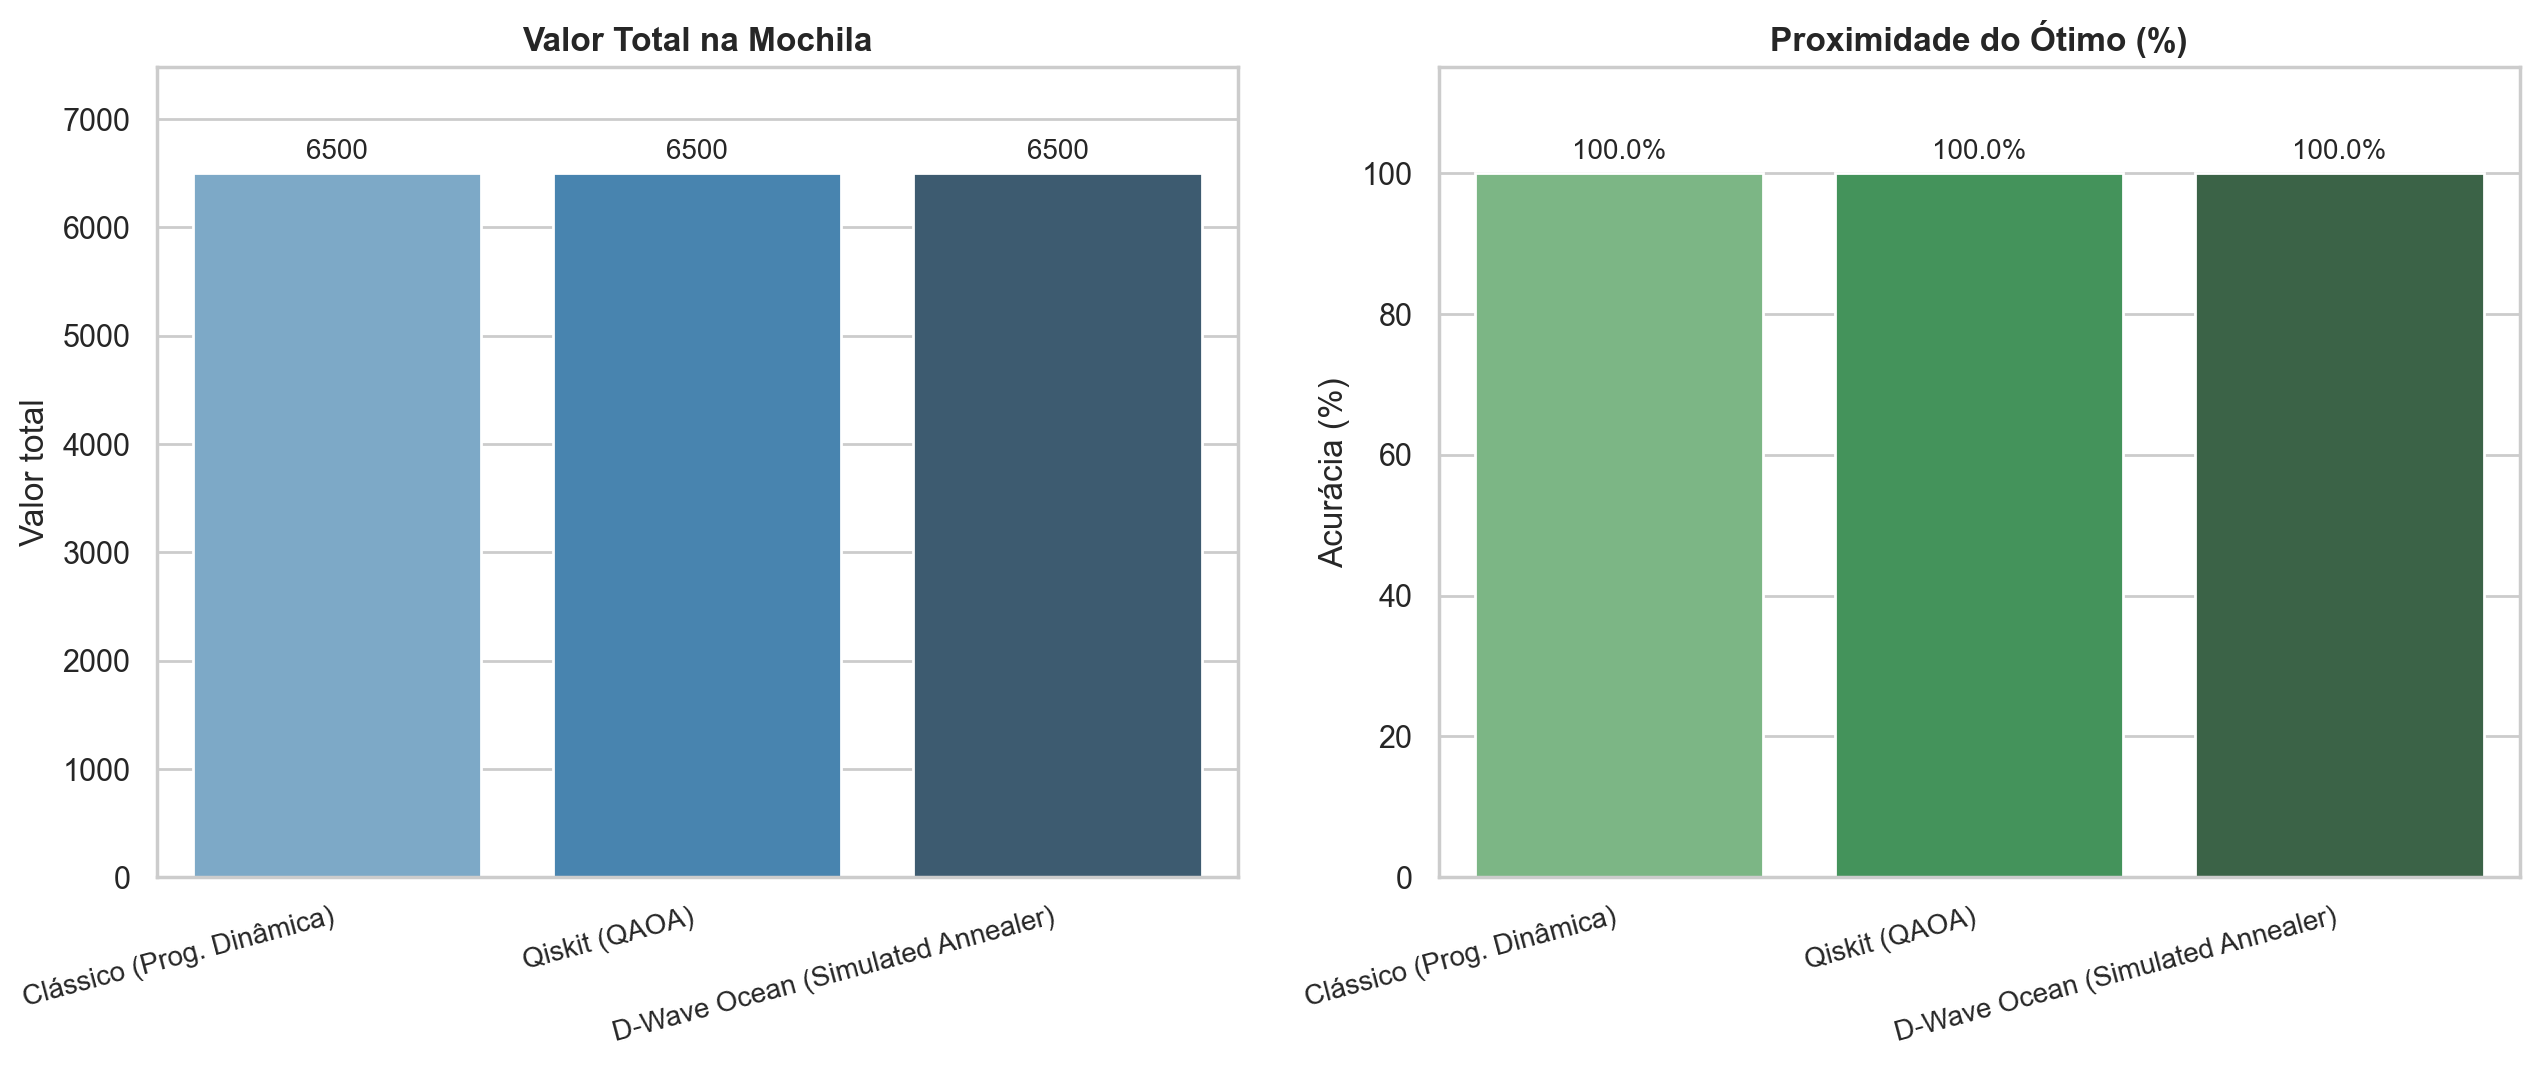 Valor Total na Mochila
Valor total
7000
6000
5000
4000
3000
2000
1000
0
6500
6500
6500
Clássico (Prog. Dinâmica)
Qiskit (QAOA)
D-Wave Ocean (Simulated Annealer)
Proximidade do Ótimo (%)
Acurácia (%)
100
80
60
40
20
0
100.0%
100.0%
100.0%
Clássico (Prog. Dinâmica)
Qiskit (QAOA)
D-Wave Ocean (Simulated Annealer)